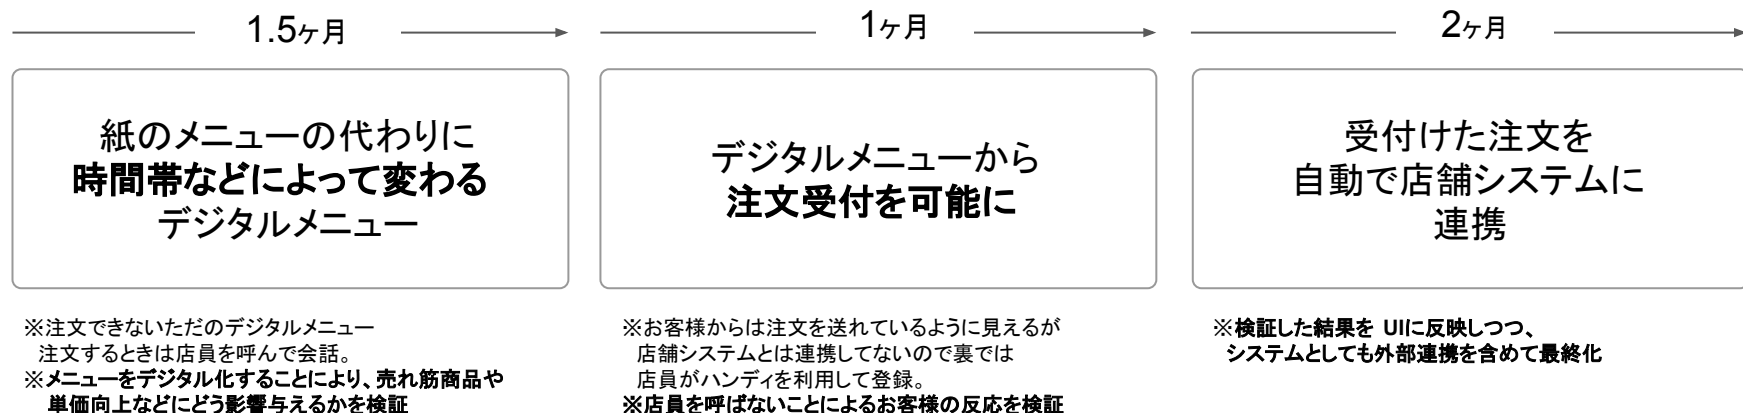 1.5ヶ月
紙のメニューの代わりに
時間帯などによって変わる
デジタルメニュー
※注文できないただのデジタルメニュー
注文するときは店員を呼んで会話。
※メニューをデジタル化することにより、売れ筋商品や
単価向上などにどう影響与えるかを検証
1ヶ月
デジタルメニューから
注文受付を可能に
※お客様からは注文を送れているように見えるが
店舗システムとは連携してないので裏では
店員がハンディを利用して登録。
※店員を呼ばないことによるお客様の反応を検証
2ヶ月
受付けた注文を
自動で店舗システムに
連携
※検証した結果を UIに反映しつつ、
システムとしても外部連携を含めて最終化